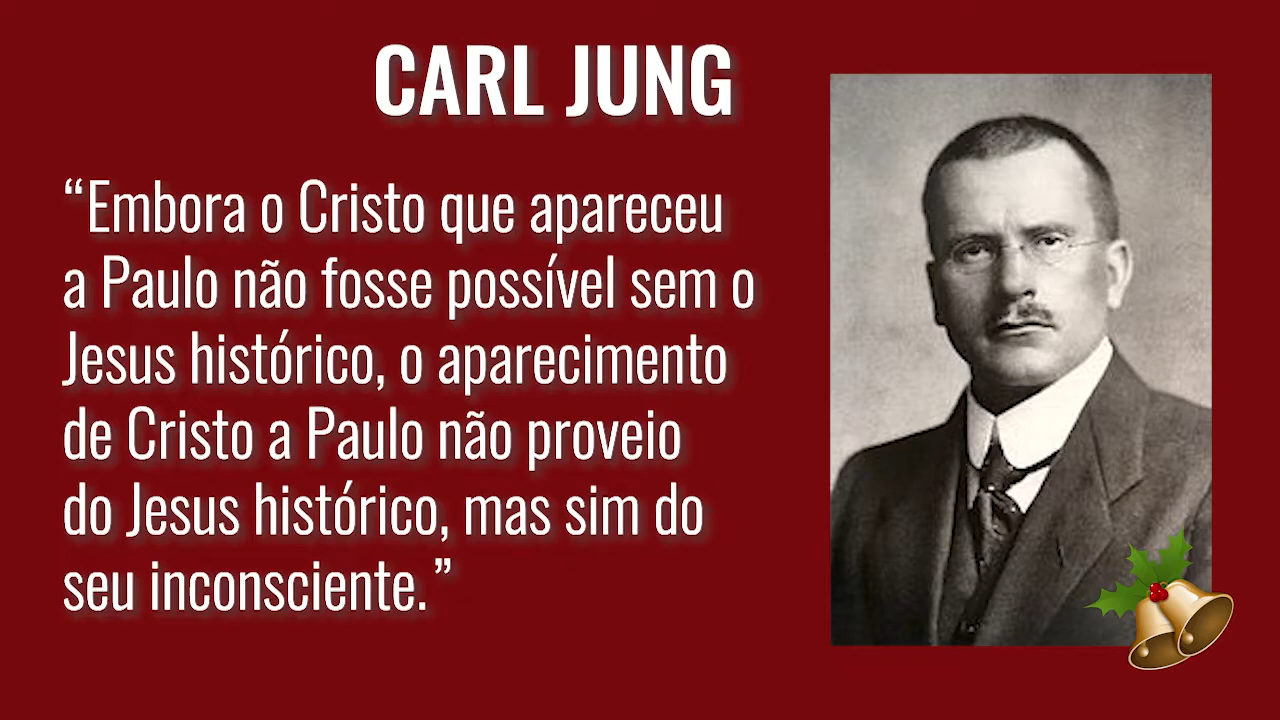 CARL JUNG
“Embora o Cristo que apareceu
a Paulo não fosse possível sem o
Jesus histórico, o aparecimento
de Cristo a Paulo não proveio
do Jesus histórico, mas sim do
seu inconsciente.”